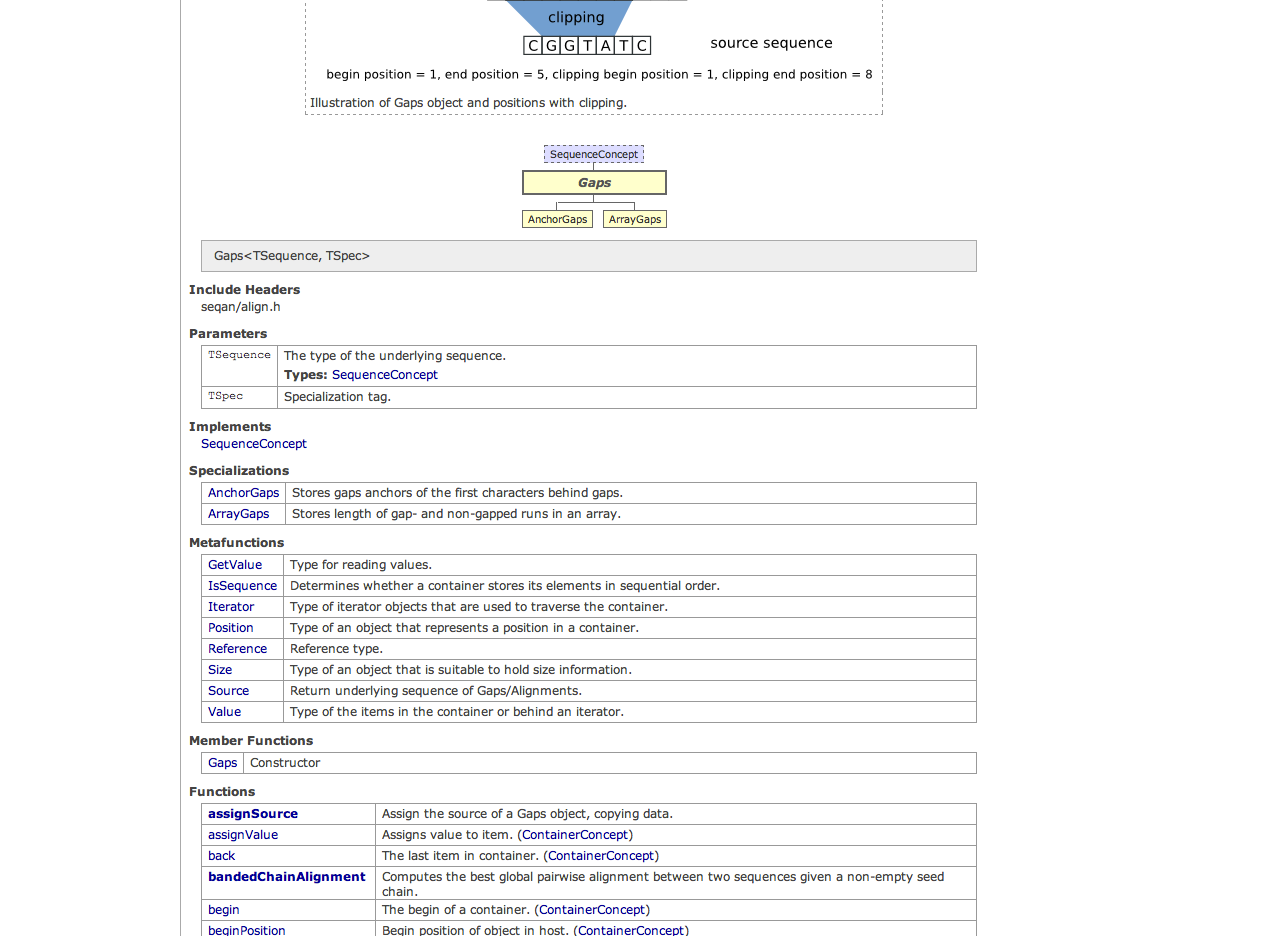 clipping
C G G T A T C
source sequence
begin position = 1, end position = 5, clipping begin position = 1, clipping end position = 8
Illustration of Gaps object and positions with clipping.
SequenceConcept
Gaps
AnchorGaps ArrayGaps
Gaps<TSequence, TSpec>
Include Headers
seqan/align.h
Parameters
TSequence The type of the underlying sequence.
Types: SequenceConcept
TSpec Specialization tag.
Implements
SequenceConcept
Specializations
AnchorGaps Stores gaps anchors of the first characters behind gaps.
ArrayGaps Stores length of gap- and non-gapped runs in an array.
Metafunctions
GetValue Type for reading values.
IsSequence Determines whether a container stores its elements in sequential order.
Iterator Type of iterator objects that are used to traverse the container.
Position Type of an object that represents a position in a container.
Reference Reference type.
Size Type of an object that is suitable to hold size information.
Source Return underlying sequence of Gaps/Alignments.
Value Type of the items in the container or behind an iterator.
Member Functions
Gaps Constructor
Functions
assignSource Assign the source of a Gaps object, copying data.
assignValue Assigns value to item. (ContainerConcept)
back The last item in container. (ContainerConcept)
bandedChainAlignment Computes the best global pairwise alignment between two sequences given a non-empty seed
chain.
begin The begin of a container. (ContainerConcept)
beginPosition Begin position of object in host. (ContainerConcept)